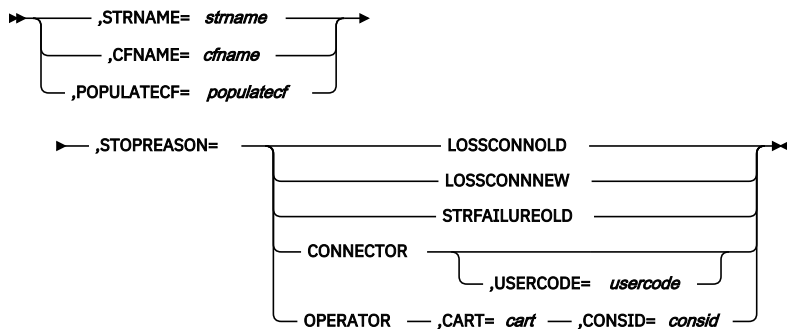 ,STRNAME= strname
,CFNAME= cfname
,POPULATECF= populatecf
,STOPREASON= LOSSCONNOLD
LOSSCONNNEW
STRFAILUREOLD
CONNECTOR
,USERCODE= usercode
OPERATOR ,CART= cart ,CONSID= consid